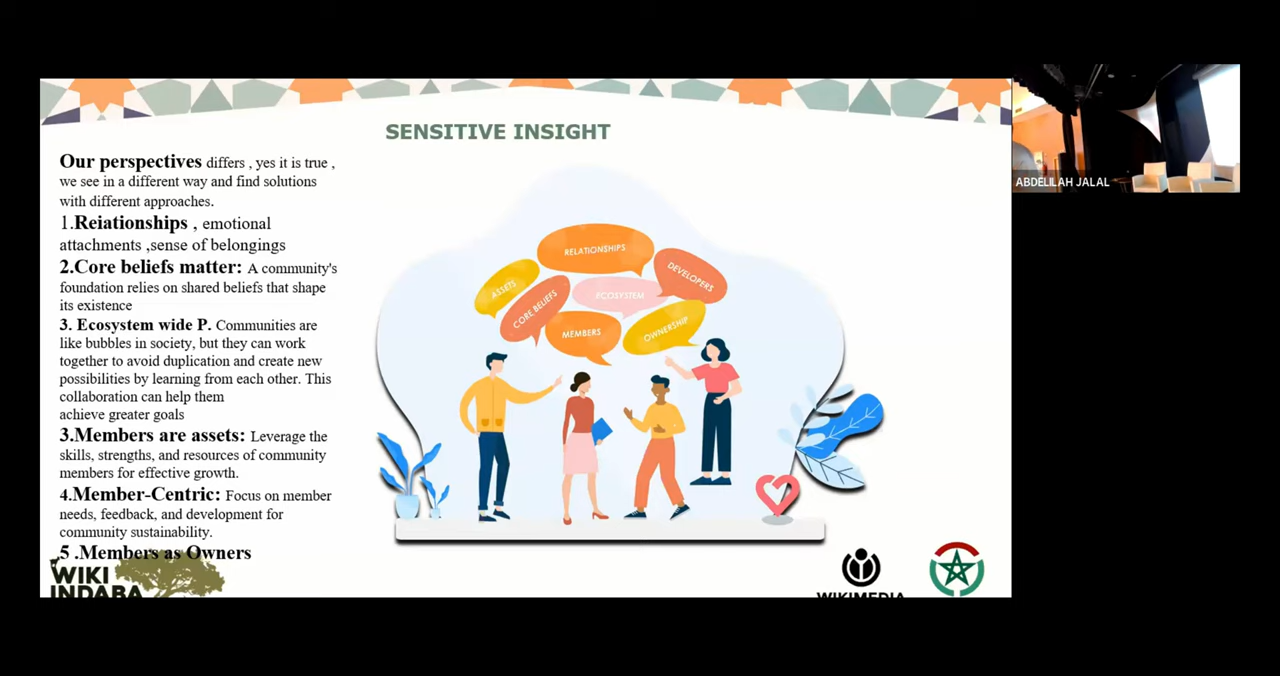 SENSITIVE INSIGHT
Our perspectives differs , yes it is true ,
we see in a different way and find solutions
with different approaches.
1.Reiationships , emotional
attachments ,sense of belongings
2.Core beliefs matter: A community's
foundation relies on shared beliefs that shape
its existence
3. Ecosystem wide P. Communities are
like bubbles in society, but they can work
together to avoid duplication and create new
possibilities by learning from each other. This
collaboration can help them
achieve greater goals
3.Members are assets: Leverage the
skills, strengths, and resources of community
members for effective growth.
4.Member-Centric: Focus on member
needs, feedback, and development for
community sustainability.
5 .Members as Owners
WIKI
INDABA
RELATIONSHIPS
DEVELOPERS
ASSETS
ECOSYSTEM
CORE BELIEFS
MEMBERS
OWNERSHIP
WIKIMEDIA
ABDELILAH JALAL